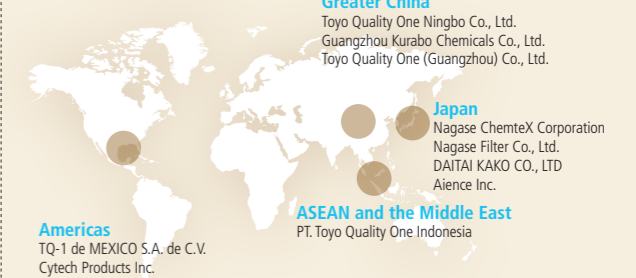 Greater China
Toyo Quality One Ningbo Co., Ltd.
Guangzhou Kurabo Chemicals Co., Ltd.
Toyo Quality One (Guangzhou) Co., Ltd.
Japan
Nagase ChemteX Corporation
Nagase Filter Co., Ltd.
DAITAI KAKO CO., LTD
Aience Inc.
ASEAN and the Middle East
PT. Toyo Quality One Indonesia
Americas
TQ-1 de MEXICO S.A. de C.V.
Cytech Products Inc.